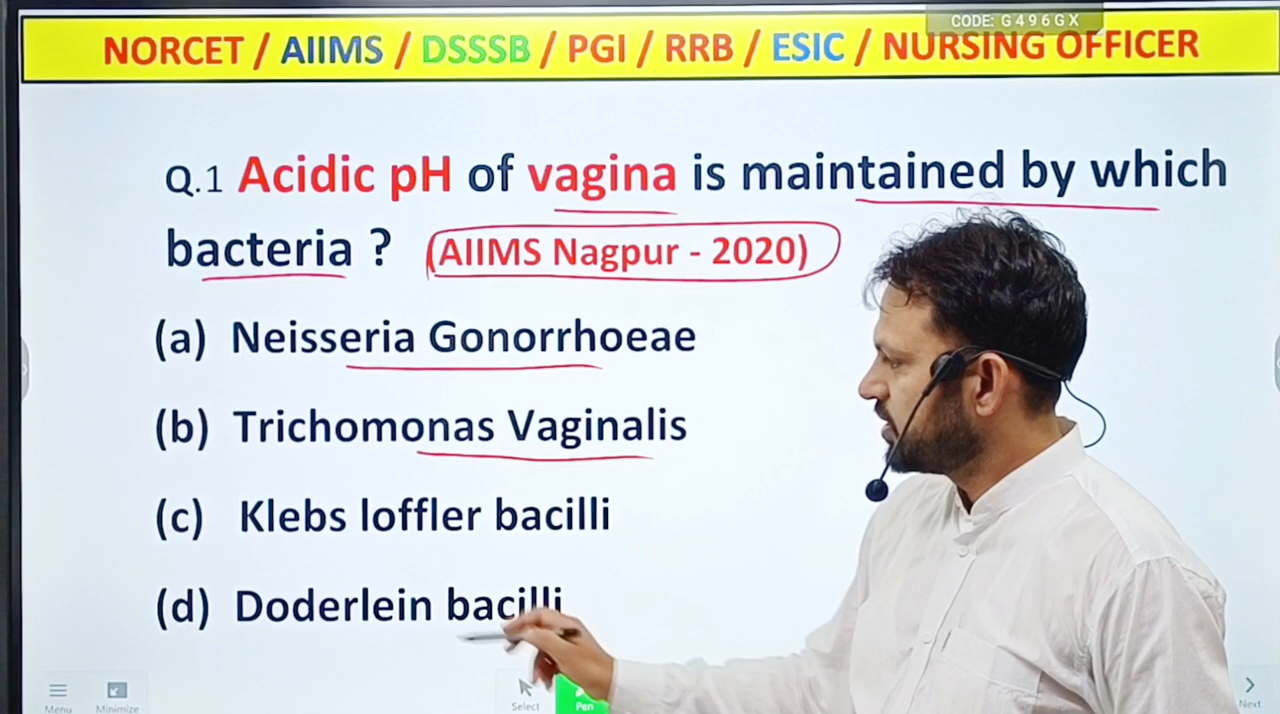 CODE: G496GX
NORCET / AIIMS / DSSSB / PGI / RRB / ESIC / NURSING OFFICER
Q.1 Acidic pH of vagina is maintained by which
bacteria ? (AIIMS Nagpur - 2020)
(a) Neisseria Gonorrhoeae
(b) Trichomonas Vaginalis
(c) Klebs loffler bacilli
(d) Doderlein bacilli
Menu Minimize Select Pen Next